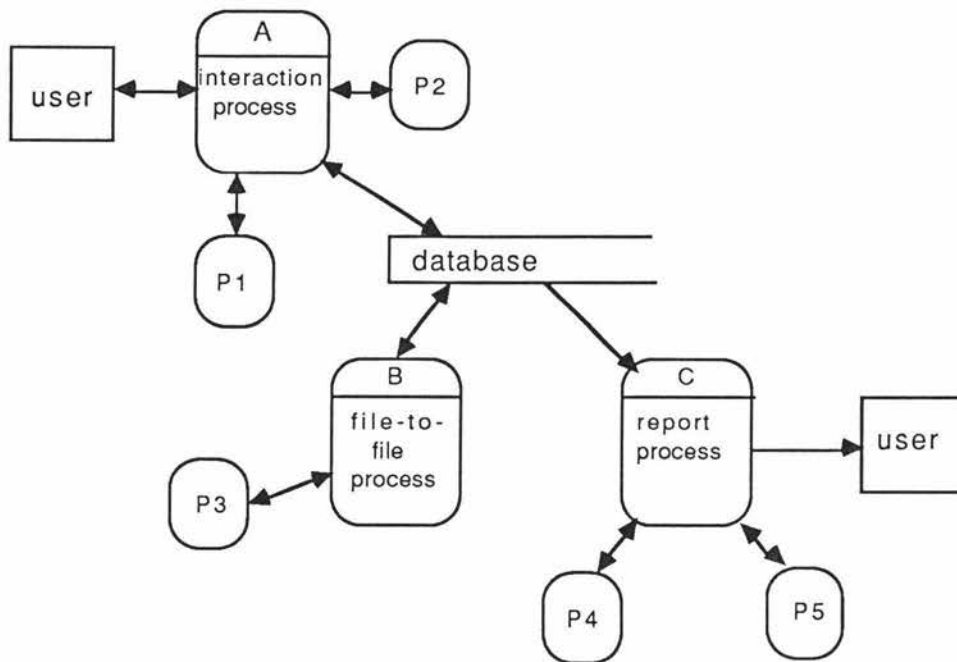 A
interaction
process
user
P2
P1
database
B
file-to-
file
process
C
report
process
user
P3
P4
P5